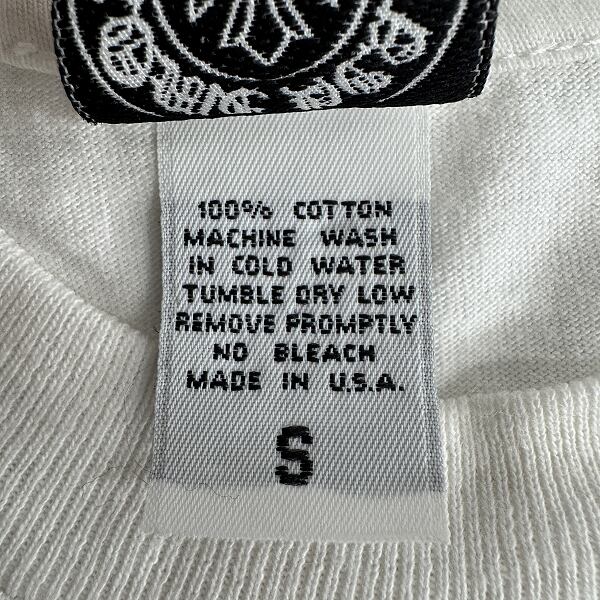 100% COTTON
MACHINE WASH
IN COLD WATER
TUMBLE DRY LOW
REMOVE PROMPTLY
NO BLEACH
MADE IN U.S.A.
S